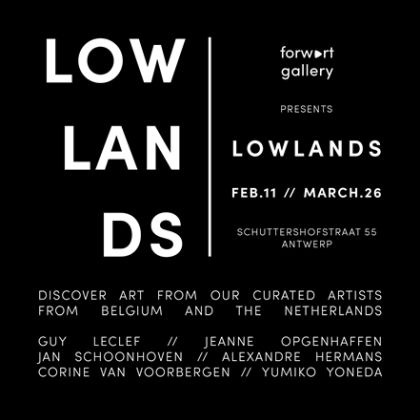 LOW
LAN
DS
forwart
gallery
PRESENTS
LOWLANDS
FEB.11 // MARCH.26
SCHUTTERSHOFSTRAAT 55
ANTWERP
DISCOVER ART FROM OUR CURATED ARTISTS
FROM BELGIUM AND THE NETHERLANDS
GUY LECLEF // JEANNE OPGENHAFFEN
JAN SCHOONHOVEN // ALEXANDRE HERMANS
CORINE VAN VOORBERGEN // YUMIKO YONEDA